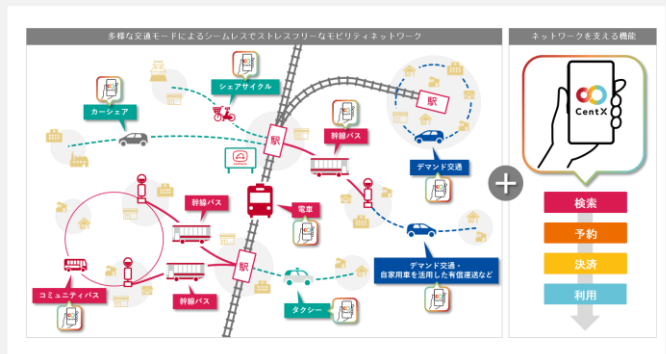 多様な交通モードによるシームレスでストレスフリーなモビリティネットワーク
ネットワークを支える機能
シェアサイクル
カーシェア
駅
駅
幹線バス
デマンド交通
CentX
幹線バス
電車
検索
予約
決済
利用
駅
デマンド交通・
自家用車を活用した有償運送など
コミュニティバス
幹線バス
タクシー